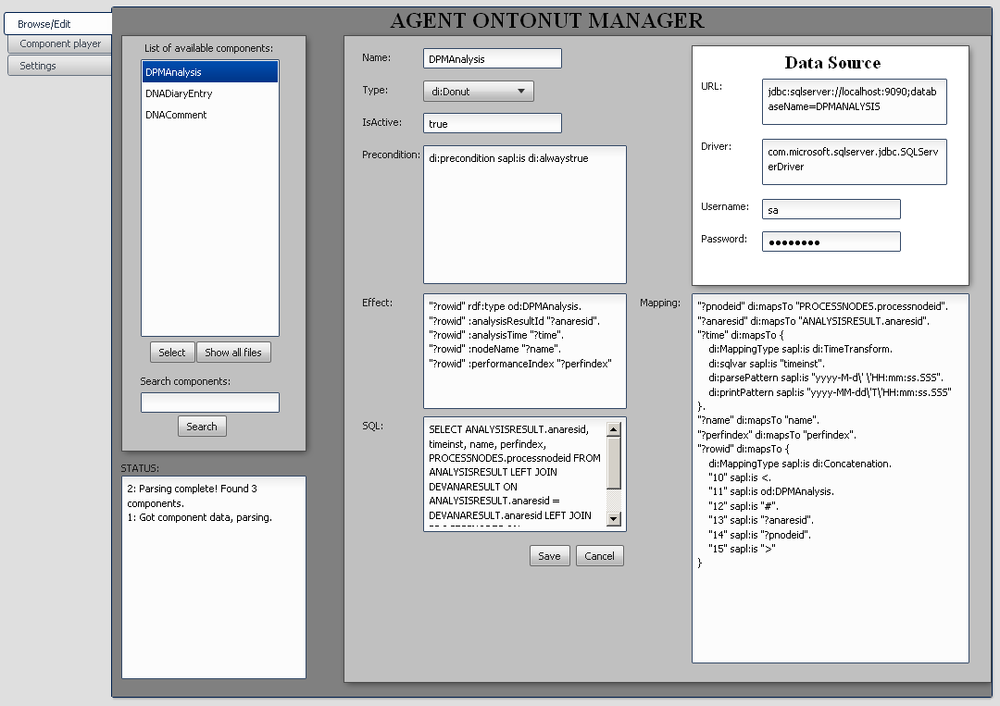 AGENT ONTONUT MANAGER
Browse/Edit
Component player
Settings
List of available components:
DPMAnalysis
DNADiaryEntry
DNAComment
Select
Show all files
Search components:
Search
STATUS:
2: Parsing complete! Found 3
components.
1: Got component data, parsing.
Name:
DPMAnalysis
Type:
di:Donut
IsActive:
true
Precondition:
di:precondition sapl:is di:alwaystrue
Effect:
"?rowid" rdf:type od:DPMAnalysis.
"?rowid" :analysisResultId "?anaresid".
"?rowid" :analysisTime "?time".
"?rowid" :nodeName "?name".
"?rowid" :performanceIndex "?perfindex"
SQL:
SELECT ANALYSISRESULT.anaresid,
timeinst, name, perfindex,
PROCESSNODES.processnodeid FROM
ANALYSISRESULT LEFT JOIN
DEVANARESULT ON
ANALYSISRESULT.anaresid =
DEVANARESULT.anaresid LEFT JOIN
Save
Cancel
Data Source
URL:
jdbc:sqlserver://localhost:9090;datab
aseName=DPMANALYSIS
Driver:
com.microsoft.sqlserver.jdbc.SQLServ
erDriver
Username:
sa
Password:
●●●●●●●●
Mapping:
"?pnodeid" di:mapsTo "PROCESSNODES.processnodeid".
"?anaresid" di:mapsTo "ANALYSISRESULT.anaresid".
"?time" di:mapsTo {
di:MappingType sapl:is di:TimeTransform.
di:sqlvar sapl:is "timeinst".
di:parsePattern sapl:is "yyyy-M-d\' \'HH:mm:ss.SSS".
di:printPattern sapl:is "yyyy-MM-dd\'T\'HH:mm:ss.SSS"
}.
"?name" di:mapsTo "name".
"?perfindex" di:mapsTo "perfindex".
"?rowid" di:mapsTo {
di:MappingType sapl:is di:Concatenation.
"10" sapl:is <.
"11" sapl:is od:DPMAnalysis.
"12" sapl:is "#".
"13" sapl:is "?anaresid".
"14" sapl:is "?pnodeid".
"15" sapl:is ">"
}